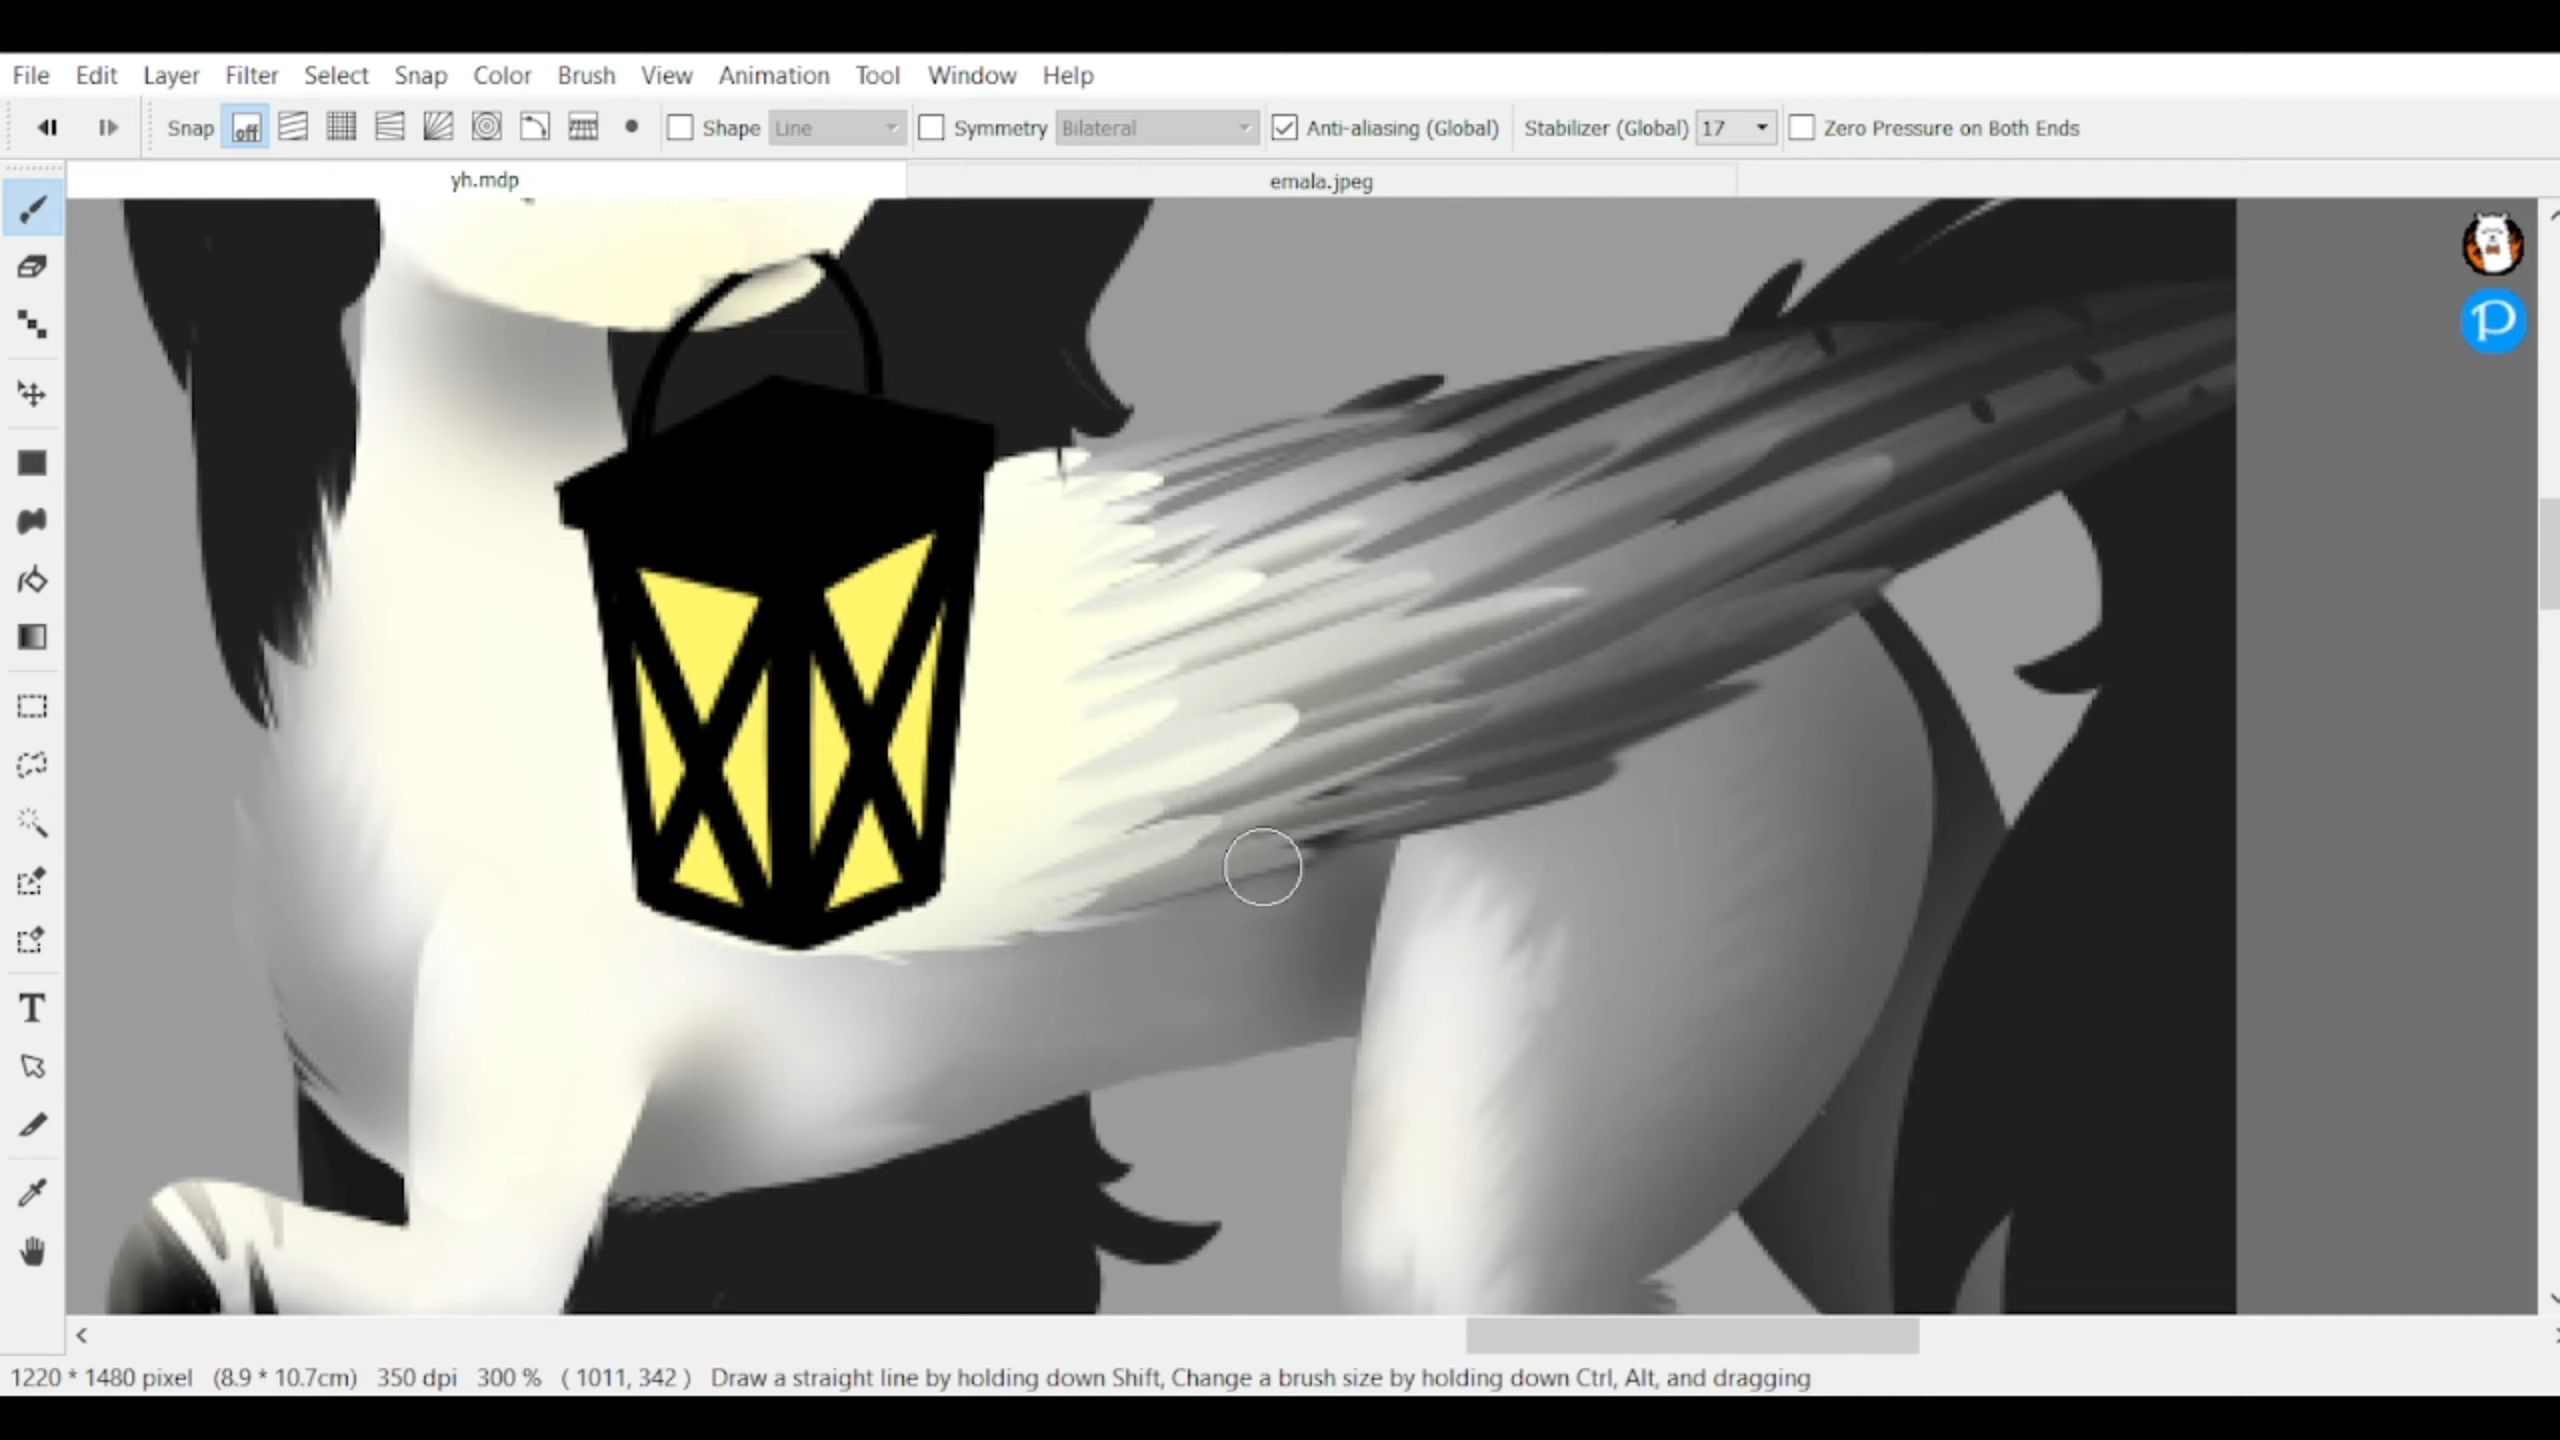 File Edit Layer Filter Select Snap Color Brush View Animation Tool Window Help
Snap off Shape Line Symmetry Bilateral Anti-aliasing (Global) Stabilizer (Global) 17 Zero Pressure on Both Ends
yh.mdp emala.jpeg
P
T
1220 * 1480 pixel (8.9 * 10.7cm) 350 dpi 300 % ( 1011, 342 ) Draw a straight line by holding down Shift, Change a brush size by holding down Ctrl, Alt, and dragging